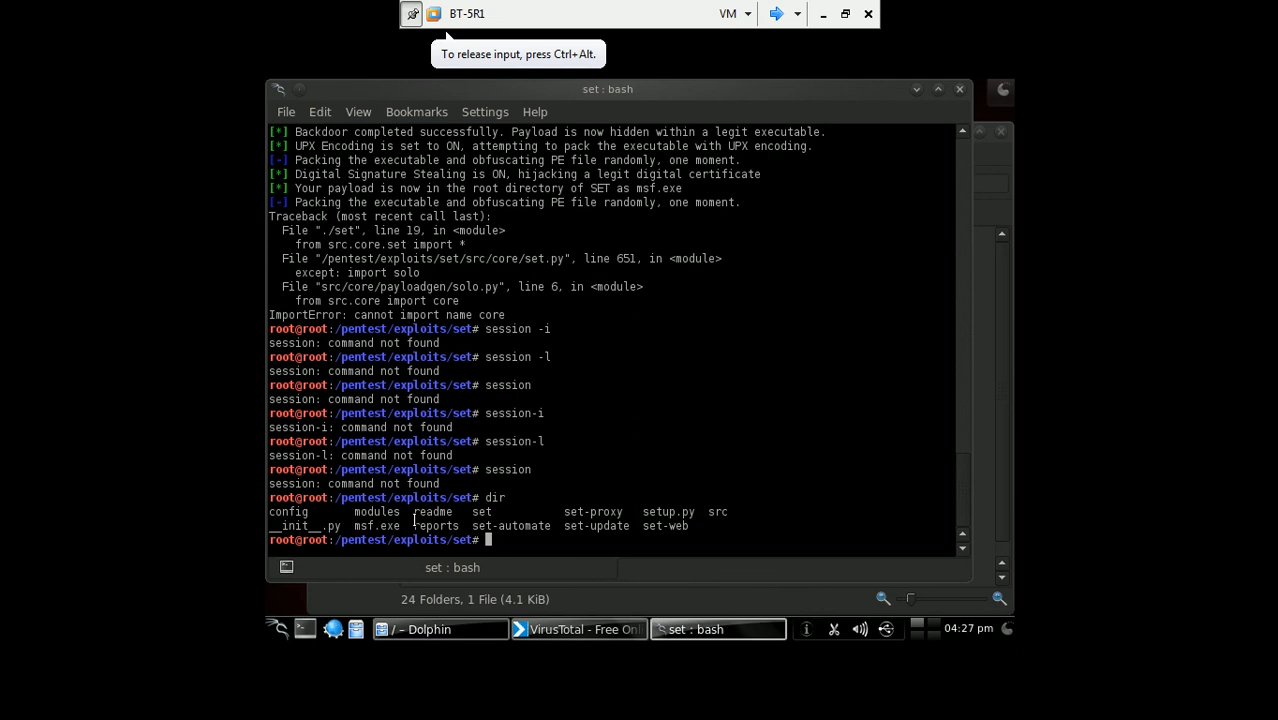 BT-5R1 VM
To release input, press Ctrl+Alt.
set : bash
File Edit View Bookmarks Settings Help
[*] Backdoor completed successfully. Payload is now hidden within a legit executable.
[*] UPX Encoding is set to ON, attempting to pack the executable with UPX encoding.
[-] Packing the executable and obfuscating PE file randomly, one moment.
[*] Digital Signature Stealing is ON, hijacking a legit digital certificate
[*] Your payload is now in the root directory of SET as msf.exe
[-] Packing the executable and obfuscating PE file randomly, one moment.
Traceback (most recent call last):
File "./set", line 19, in <module>
from src.core.set import *
File "/pentest/exploits/set/src/core/set.py", line 651, in <module>
except: import solo
File "src/core/payloadgen/solo.py", line 6, in <module>
from src.core import core
ImportError: cannot import name core
root@root:/pentest/exploits/set# session -i
session: command not found
root@root:/pentest/exploits/set# session -l
session: command not found
root@root:/pentest/exploits/set# session
session: command not found
root@root:/pentest/exploits/set# session-i
session-i: command not found
root@root:/pentest/exploits/set# session-l
session-l: command not found
root@root:/pentest/exploits/set# session
session: command not found
root@root:/pentest/exploits/set# dir
config modules readme set set-proxy setup.py src
__init__.py msf.exe reports set-automate set-update set-web
root@root:/pentest/exploits/set#
set : bash
24 Folders, 1 File (4.1 KiB)
/ – Dolphin VirusTotal - Free Onl set : bash 04:27 pm